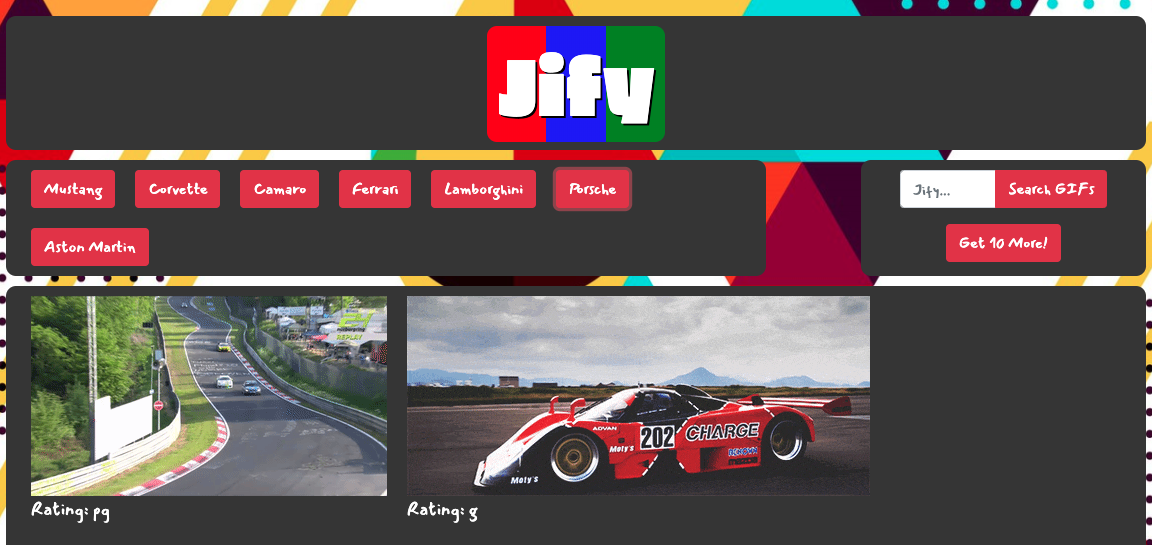 Jify
Mustang
Corvette
Camaro
Ferrari
Lamborghini
Porsche
Jify...
Search GIFs
Aston Martin
Get 10 More!
REPLAY
ADVAN
Moty's
202
CHARGE
Moty's
Rating: pg
Rating: g